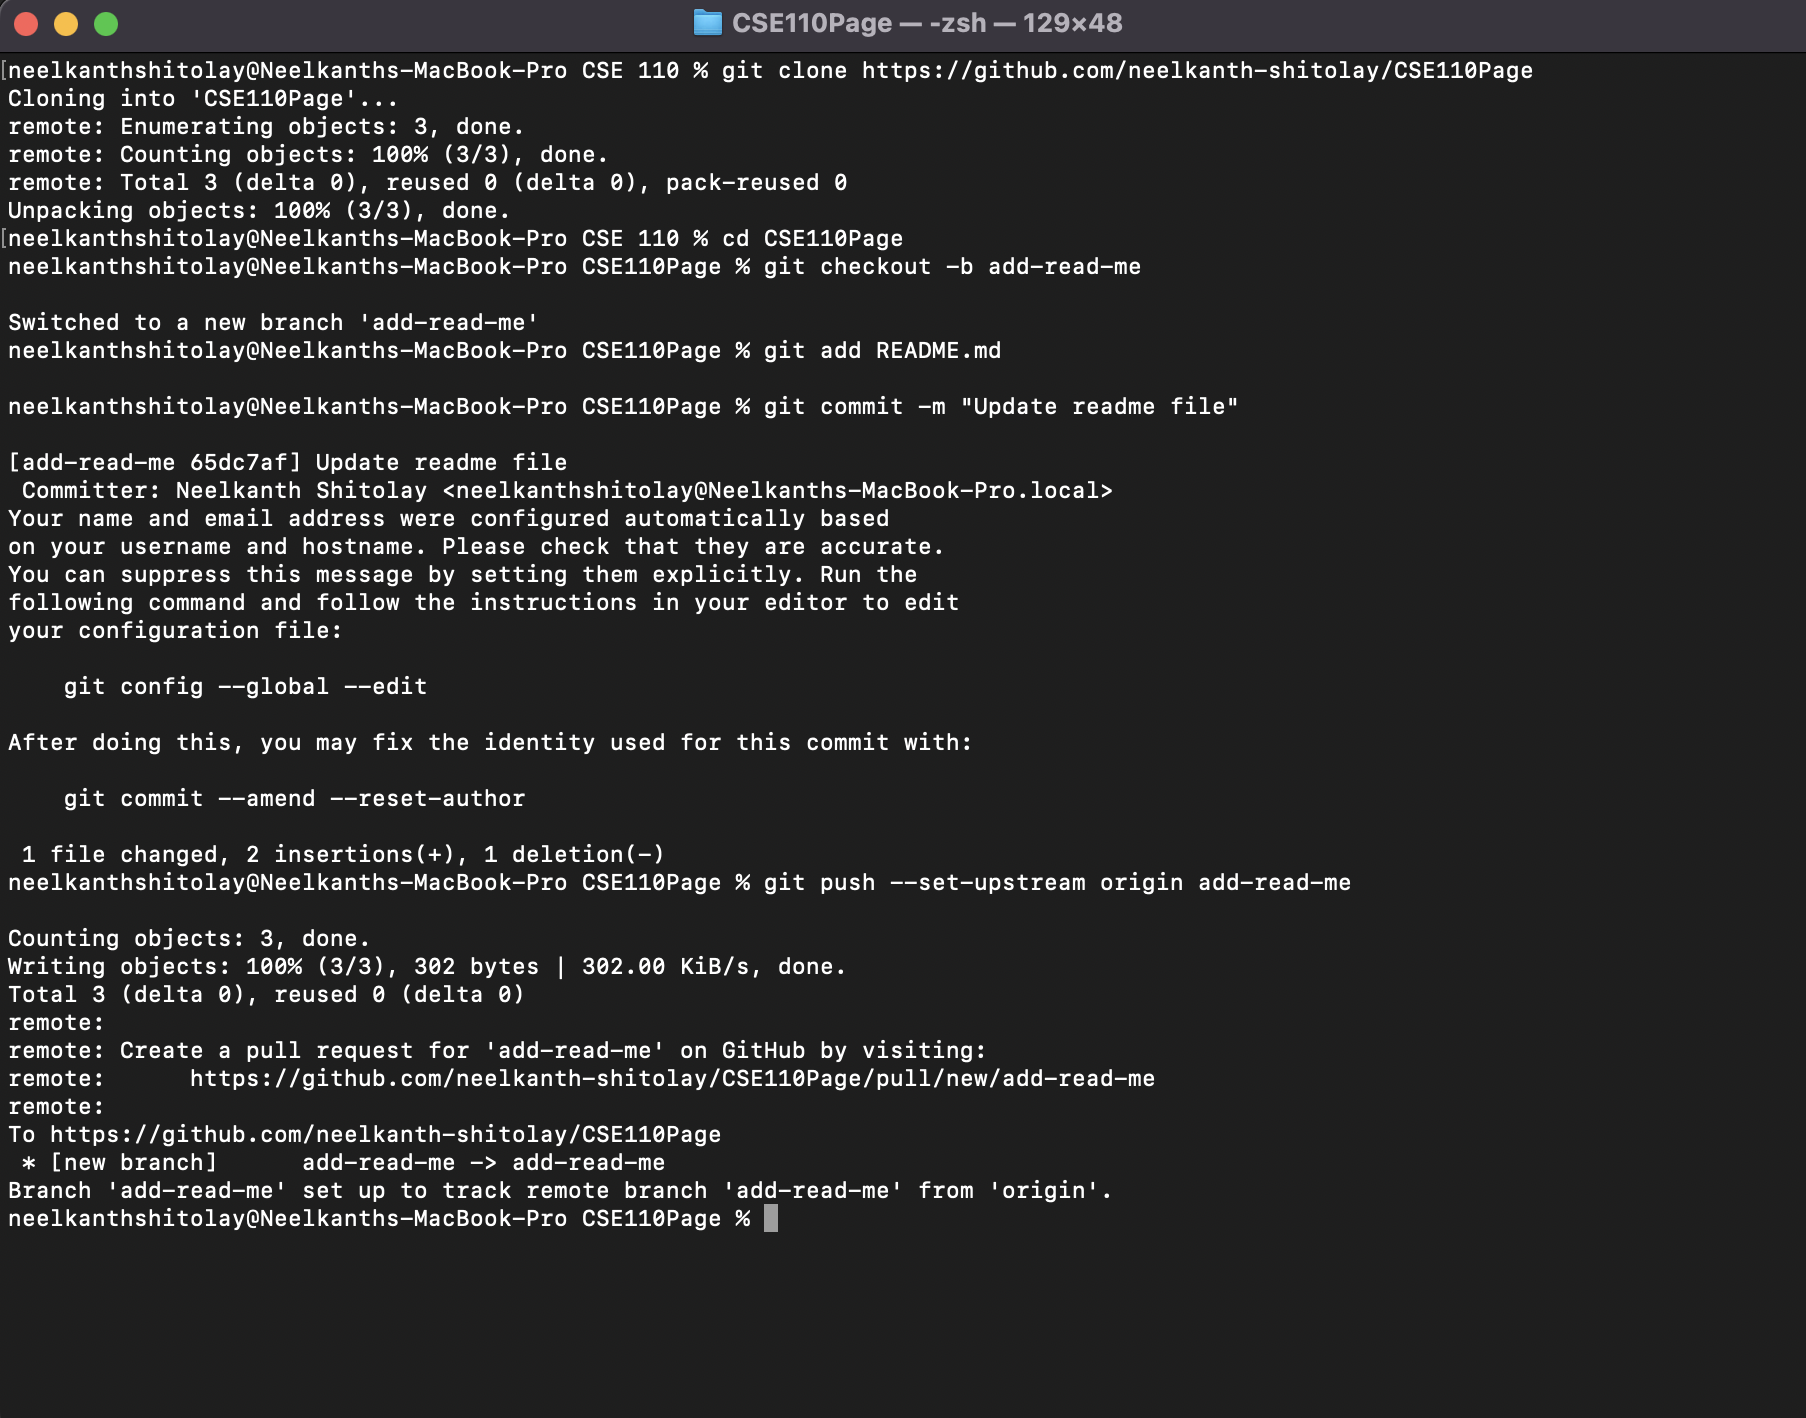 CSE110Page — -zsh — 129×48
[neelkanthshitolay@Neelkanths-MacBook-Pro CSE 110 % git clone https://github.com/neelkanth-shitolay/CSE110Page
Cloning into 'CSE110Page'...
remote: Enumerating objects: 3, done.
remote: Counting objects: 100% (3/3), done.
remote: Total 3 (delta 0), reused 0 (delta 0), pack-reused 0
Unpacking objects: 100% (3/3), done.
[neelkanthshitolay@Neelkanths-MacBook-Pro CSE 110 % cd CSE110Page
neelkanthshitolay@Neelkanths-MacBook-Pro CSE110Page % git checkout -b add-read-me
Switched to a new branch 'add-read-me'
neelkanthshitolay@Neelkanths-MacBook-Pro CSE110Page % git add README.md
neelkanthshitolay@Neelkanths-MacBook-Pro CSE110Page % git commit -m "Update readme file"
[add-read-me 65dc7af] Update readme file
 Committer: Neelkanth Shitolay <neelkanthshitolay@Neelkanths-MacBook-Pro.local>
Your name and email address were configured automatically based
on your username and hostname. Please check that they are accurate.
You can suppress this message by setting them explicitly. Run the
following command and follow the instructions in your editor to edit
your configuration file:
    git config --global --edit
After doing this, you may fix the identity used for this commit with:
    git commit --amend --reset-author
 1 file changed, 2 insertions(+), 1 deletion(-)
neelkanthshitolay@Neelkanths-MacBook-Pro CSE110Page % git push --set-upstream origin add-read-me
Counting objects: 3, done.
Writing objects: 100% (3/3), 302 bytes | 302.00 KiB/s, done.
Total 3 (delta 0), reused 0 (delta 0)
remote:
remote: Create a pull request for 'add-read-me' on GitHub by visiting:
remote:      https://github.com/neelkanth-shitolay/CSE110Page/pull/new/add-read-me
remote:
To https://github.com/neelkanth-shitolay/CSE110Page
 * [new branch]      add-read-me -> add-read-me
Branch 'add-read-me' set up to track remote branch 'add-read-me' from 'origin'.
neelkanthshitolay@Neelkanths-MacBook-Pro CSE110Page %